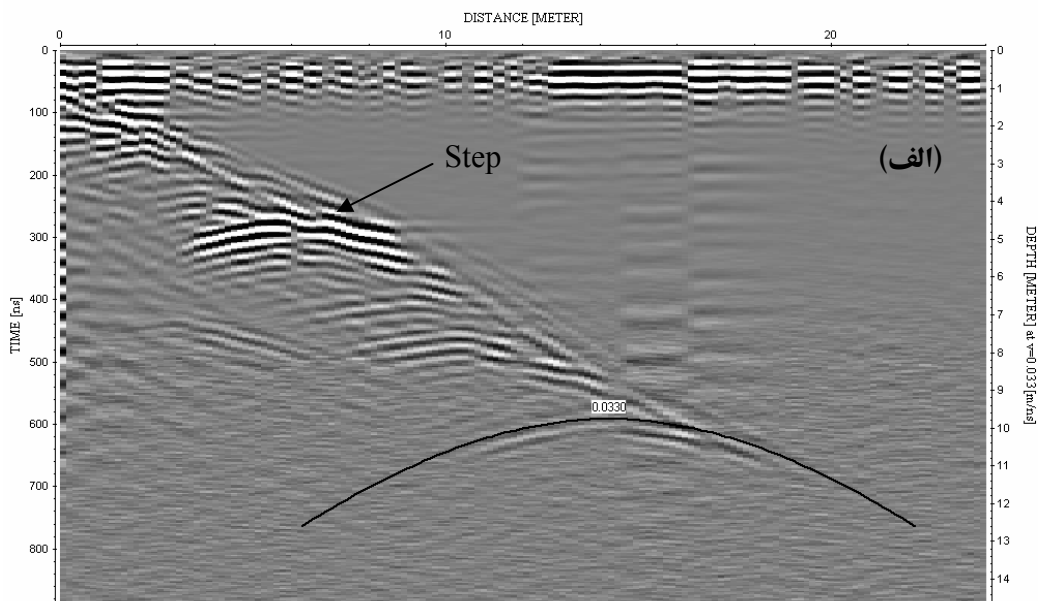 DISTANCE [METER]
0 10 20
0 0
100 1
200 2
300 3
400 4
500 5
600 6
700 7
800 8
9
10
11
12
13
14
TIME [ns]
DEPTH [METER] at v=0.033 [m/ns]
Step
(الف)
0.0330